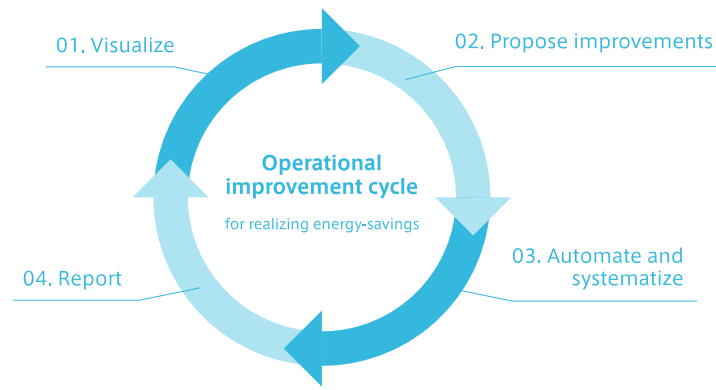 01. Visualize
02. Propose improvements
Operational
improvement cycle
for realizing energy-savings
03. Automate and
systematize
04. Report